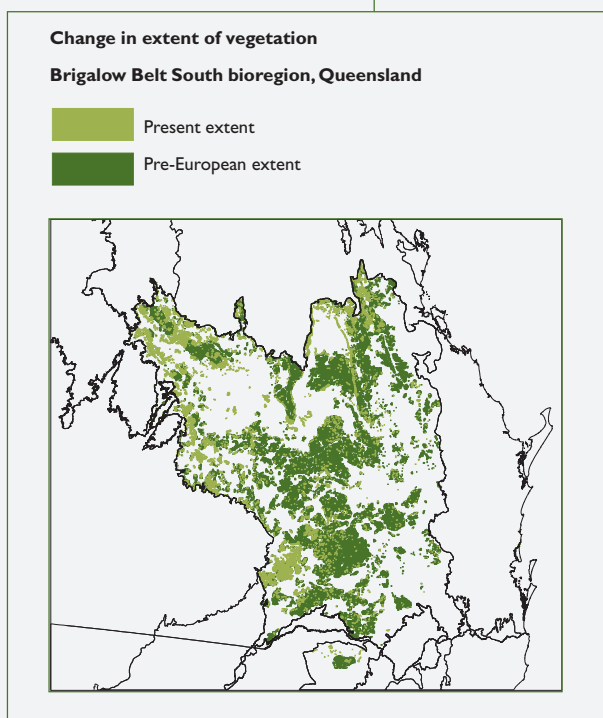 Change in extent of vegetation
Brigalow Belt South bioregion, Queensland
Present extent
Pre-European extent